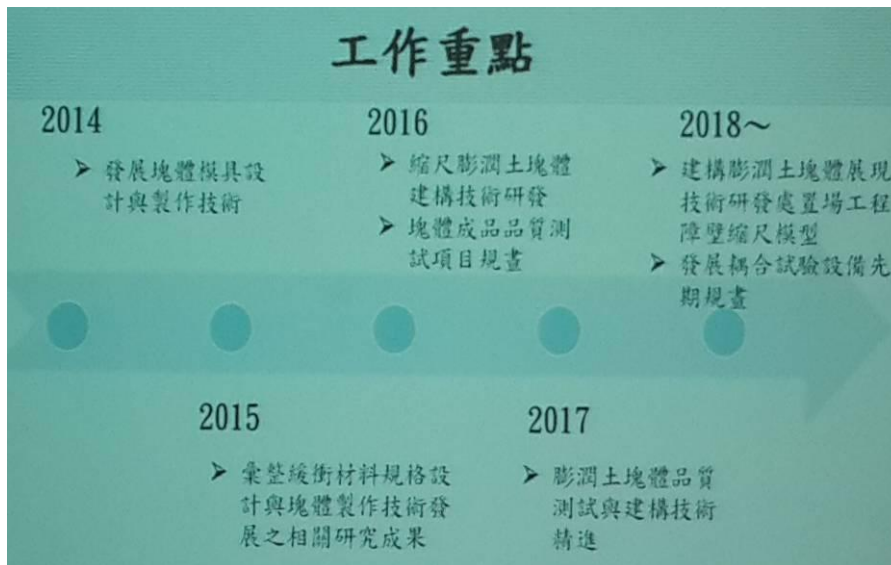 工作重點
2014
➤ 發展塊體模具設
計與製作技術
2016
➤ 縮尺膨潤土塊體
建構技術研發
➤ 塊體成品品質測
試項目規畫
2018~
➤ 建構膨潤土塊體展現
技術研發處置場工程
障壁縮尺模型
➤ 發展耦合試驗設備先
期規畫
2015
➤ 彙整緩衝材料規格設
計與塊體製作技術發
展之相關研究成果
2017
➤ 膨潤土塊體品質
測試與建構技術
精進